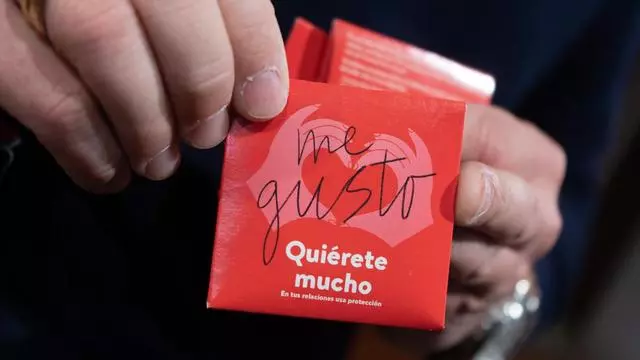 me
gusto
Quiérete
mucho
En tus relaciones usa protección